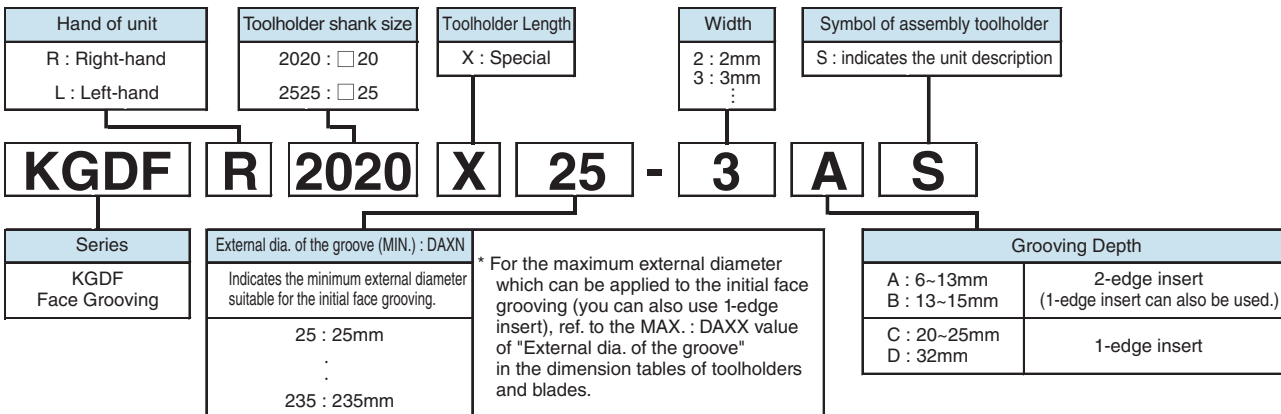 Hand of unit
R : Right-hand
L : Left-hand
Toolholder shank size
2020 : □ 20
2525 : □ 25
Toolholder Length
X : Special
Width
2 : 2mm
3 : 3mm
⋮
Symbol of assembly toolholder
S : indicates the unit description
KGDF R 2020 X 25 - 3 A S
Series
KGDF
Face Grooving
External dia. of the groove (MIN.) : DAXN
Indicates the minimum external diameter
suitable for the initial face grooving.
25 : 25mm
.
.
235 : 235mm
* For the maximum external diameter
which can be applied to the initial face
grooving (you can also use 1-edge
insert), ref. to the MAX. : DAXX value
of "External dia. of the groove"
in the dimension tables of toolholders
and blades.
Grooving Depth
A : 6~13mm
B : 13~15mm
2-edge insert
(1-edge insert can also be used.)
C : 20~25mm
D : 32mm
1-edge insert